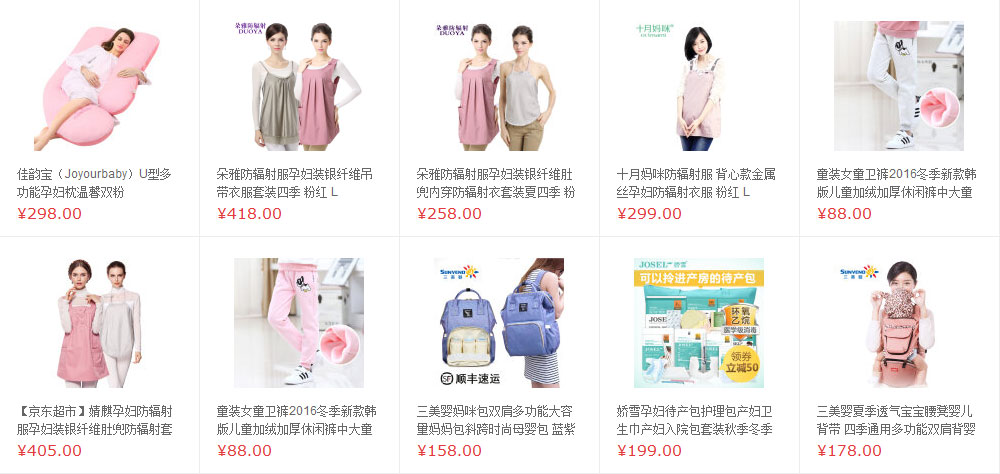 朵雅防辐射
DUOYA
朵雅防辐射
DUOYA
十月妈咪
佳韵宝（Joyourbaby）U型多
功能孕妇枕温馨双粉
¥298.00
朵雅防辐射服孕妇装银纤维吊
带衣服套装四季 粉红 L
¥418.00
朵雅防辐射服孕妇装银纤维肚
兜内穿防辐射衣套装夏四季 粉
¥258.00
十月妈咪防辐射服 背心款金属
丝孕妇防辐射衣服 粉红 L
¥299.00
童装女童卫裤2016冬季新款韩
版儿童加绒加厚休闲裤中大童
¥88.00
SUNVENO
三美婴
SF 顺丰速运
JOSEL 娇雪
可以拎进产房的待产包
JOSEL
环氧
乙烷
医学级消毒
领券
立减50
SUNVENO
三美婴
【京东超市】婧麒孕妇防辐射
服孕妇装银纤维肚兜防辐射套
¥405.00
童装女童卫裤2016冬季新款韩
版儿童加绒加厚休闲裤中大童
¥88.00
三美婴妈咪包双肩多功能大容
量妈妈包斜跨时尚母婴包 蓝紫
¥158.00
娇雪孕妇待产包护理包产妇卫
生巾产妇入院包套装秋季冬季
¥199.00
三美婴夏季透气宝宝腰凳婴儿
背带 四季通用多功能双肩背婴
¥178.00